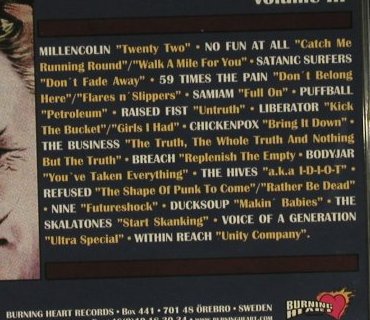 MILLENCOLIN "Twenty Two" • NO FUN AT ALL "Catch Me
Running Round"/"Walk A Mile For You" • SATANIC SURFERS
"Don´t Fade Away" • 59 TIMES THE PAIN "Don´t Belong
Here"/"Flares n´Slippers" • SAMIAM "Full On" • PUFFBALL
"Petroleum" • RAISED FIST "Untruth" • LIBERATOR "Kick
The Bucket"/"Girls I Had" • CHICKENPOX "Bring It Down" •
THE BUSINESS "The Truth, The Whole Truth And Nothing
But The Truth" • BREACH "Replenish The Empty • BODYJAR
"You´ve Taken Everything" • THE HIVES "a.k.a I-D-I-O-T" •
REFUSED "The Shape Of Punk To Come"/"Rather Be Dead"
• NINE "Futureshock" • DUCKSOUP "Makin´ Babies" • THE
SKALATONES "Start Skanking" • VOICE OF A GENERATION
"Ultra Special" • WITHIN REACH "Unity Company".
BURNING HEART RECORDS • Box 441 • 701 48 ÖREBRO • SWEDEN
BURNING
HEART